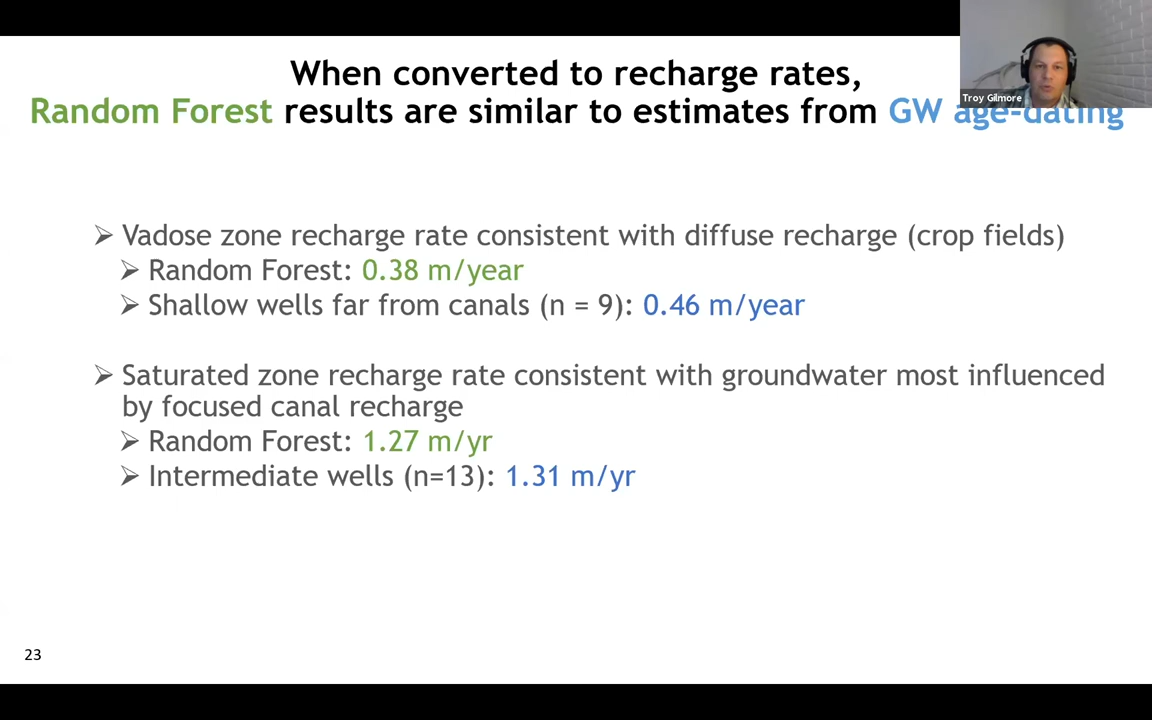 When converted to recharge rates,
Random Forest results are similar to estimates from GW age-dating
Troy Gilmore
➢ Vadose zone recharge rate consistent with diffuse recharge (crop fields)
➢ Random Forest: 0.38 m/year
➢ Shallow wells far from canals (n = 9): 0.46 m/year
➢ Saturated zone recharge rate consistent with groundwater most influenced
by focused canal recharge
➢ Random Forest: 1.27 m/yr
➢ Intermediate wells (n=13): 1.31 m/yr
23